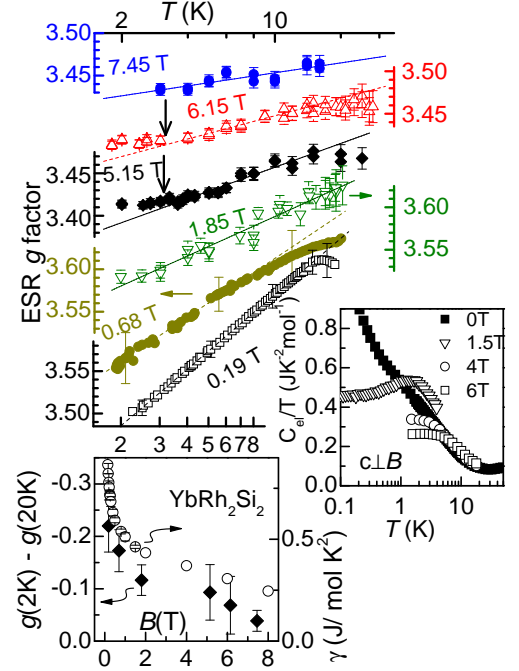 T (K)
2 10
3.50
3.45
7.45 T
3.50
3.45
6.15 T
3.45
3.40
5.15 T
3.60
3.55
1.85 T
3.60
3.55
0.68 T
3.55
3.50
0.19 T
ESR g factor
2 3 4 5 6 7 8
0.8
0.6
0.4
0.2
0.0
C_el/T (JK⁻²mol⁻¹)
0T
1.5T
4T
6T
c⊥B
0.1 1 10
T (K)
-0.3
-0.2
-0.1
0.0
g(2K) - g(20K)
YbRh₂Si₂
B(T)
0 2 4 6 8
0.5
0.0
γ (J/ mol K²)